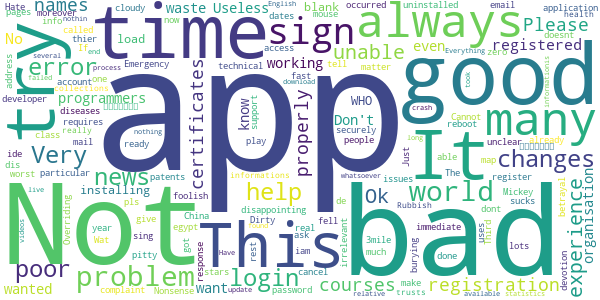 Hate names cloudy waste Useless English dates
pages nothin blank application health
moreover info called now mouse
No thier load occurred email uninstalled doesnt
If
try time sign always good
address error end access unable even Please registered zero
developer programmers account technical
process fast working Emergency matter tell
collections one support
failed several
diseases requires know WHO took Everything
class really mail play people Don't download informationsis
securely
ide
dis
app
ready nothing
certificates properly
crash
Cannot reboot unclear
Just long
It many
already
able map
The
changes
worst particular
Very patents issues register
live installing foolish
news help world Mickey sucks
Overriding pls Informations de Rubbish
year give China disappointing Ok dont
videos Wat egypt Dirty fell irrelevant immediate uses
Not This bad
sing got real 3mile done third
poor pitty response rest ask iam much lots
problem login courses registration
wanted stars found cancel make burying
complaint want Have password trusts
Nonsense update relative available statistics
experience organisation betrayal devotion
whatsoever